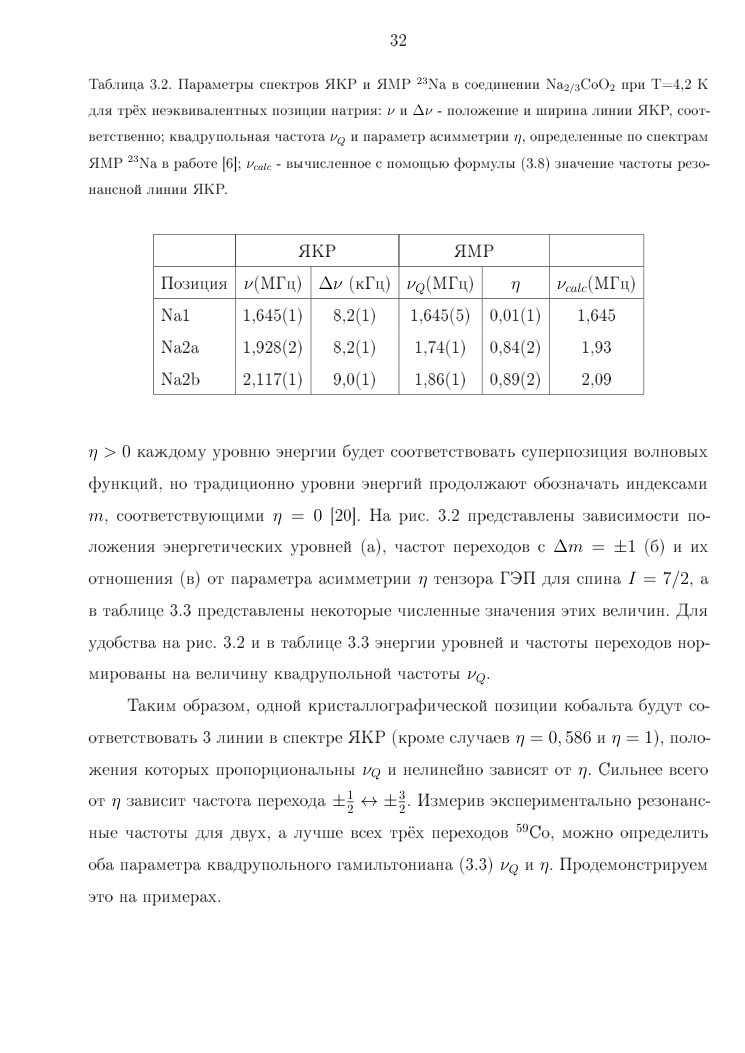 32
Таблица 3.2. Параметры спектров ЯКР и ЯМР ²³Na в соединении Na₂/₃CoO₂ при T=4,2 K
для трёх неэквивалентных позиции натрия: ν и Δν - положение и ширина линии ЯКР, соот-
ветственно; квадрупольная частота ν_Q и параметр асимметрии η, определенные по спектрам
ЯМР ²³Na в работе [6]; ν_calc - вычисленное с помощью формулы (3.8) значение частоты резо-
нансной линии ЯКР.
ЯКР ЯМР
Позиция ν(МГц) Δν (кГц) ν_Q(МГц) η ν_calc(МГц)
Na1 1,645(1) 8,2(1) 1,645(5) 0,01(1) 1,645
Na2a 1,928(2) 8,2(1) 1,74(1) 0,84(2) 1,93
Na2b 2,117(1) 9,0(1) 1,86(1) 0,89(2) 2,09
η > 0 каждому уровню энергии будет соответствовать суперпозиция волновых
функций, но традиционно уровни энергий продолжают обозначать индексами
m, соответствующими η = 0 [20]. На рис. 3.2 представлены зависимости по-
ложения энергетических уровней (а), частот переходов с Δm = ±1 (б) и их
отношения (в) от параметра асимметрии η тензора ГЭП для спина I = 7/2, а
в таблице 3.3 представлены некоторые численные значения этих величин. Для
удобства на рис. 3.2 и в таблице 3.3 энергии уровней и частоты переходов нор-
мированы на величину квадрупольной частоты ν_Q.
Таким образом, одной кристаллографической позиции кобальта будут со-
ответствовать 3 линии в спектре ЯКР (кроме случаев η = 0, 586 и η = 1), поло-
жения которых пропорциональны ν_Q и нелинейно зависят от η. Сильнее всего
от η зависит частота перехода ±1/2 ↔ ±3/2. Измерив экспериментально резонанс-
ные частоты для двух, а лучше всех трёх переходов ⁵⁹Co, можно определить
оба параметра квадрупольного гамильтониана (3.3) ν_Q и η. Продемонстрируем
это на примерах.